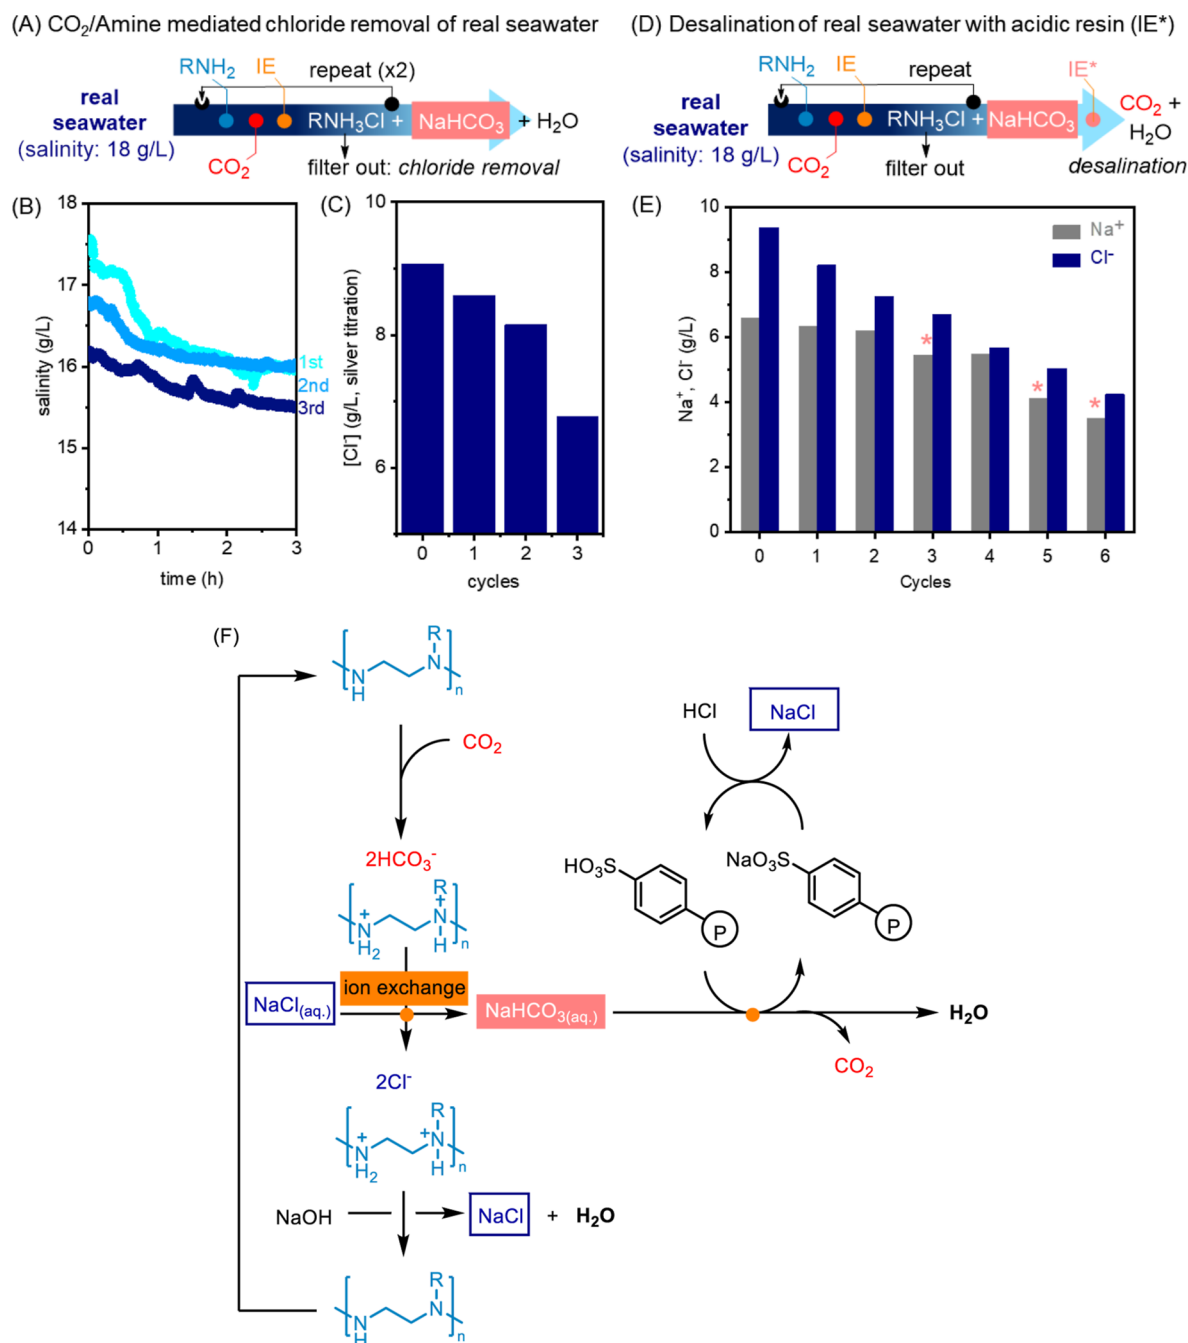 (A) CO2/Amine mediated chloride removal of real seawater
RNH2
IE
repeat (x2)
real
seawater
(salinity: 18 g/L)
RNH3Cl +
NaHCO3
+ H2O
CO2
filter out: chloride removal
(D) Desalination of real seawater with acidic resin (IE*)
RNH2
IE
repeat
IE*
real
seawater
(salinity: 18 g/L)
RNH3Cl +
NaHCO3
CO2 +
H2O
CO2
filter out
desalination
(B)
18
17
16
15
14
salinity (g/L)
1st
2nd
3rd
0
1
2
3
time (h)
(C)
10
8
6
[Cl-] (g/L, silver titration)
0
1
2
3
cycles
(E)
10
8
6
4
2
0
Na+, Cl- (g/L)
Na+
Cl-
*
*
*
0
1
2
3
4
5
6
Cycles
(F)
R
N
N
H
n
CO2
HCl
NaCl
2HCO3-
R
+
N
H2
+
N
H
n
HO3S
P
NaO3S
P
NaCl(aq.)
ion exchange
NaHCO3(aq.)
H2O
CO2
2Cl-
R
+
N
H2
+
N
H
n
NaOH
NaCl
+
H2O
R
N
N
H
n